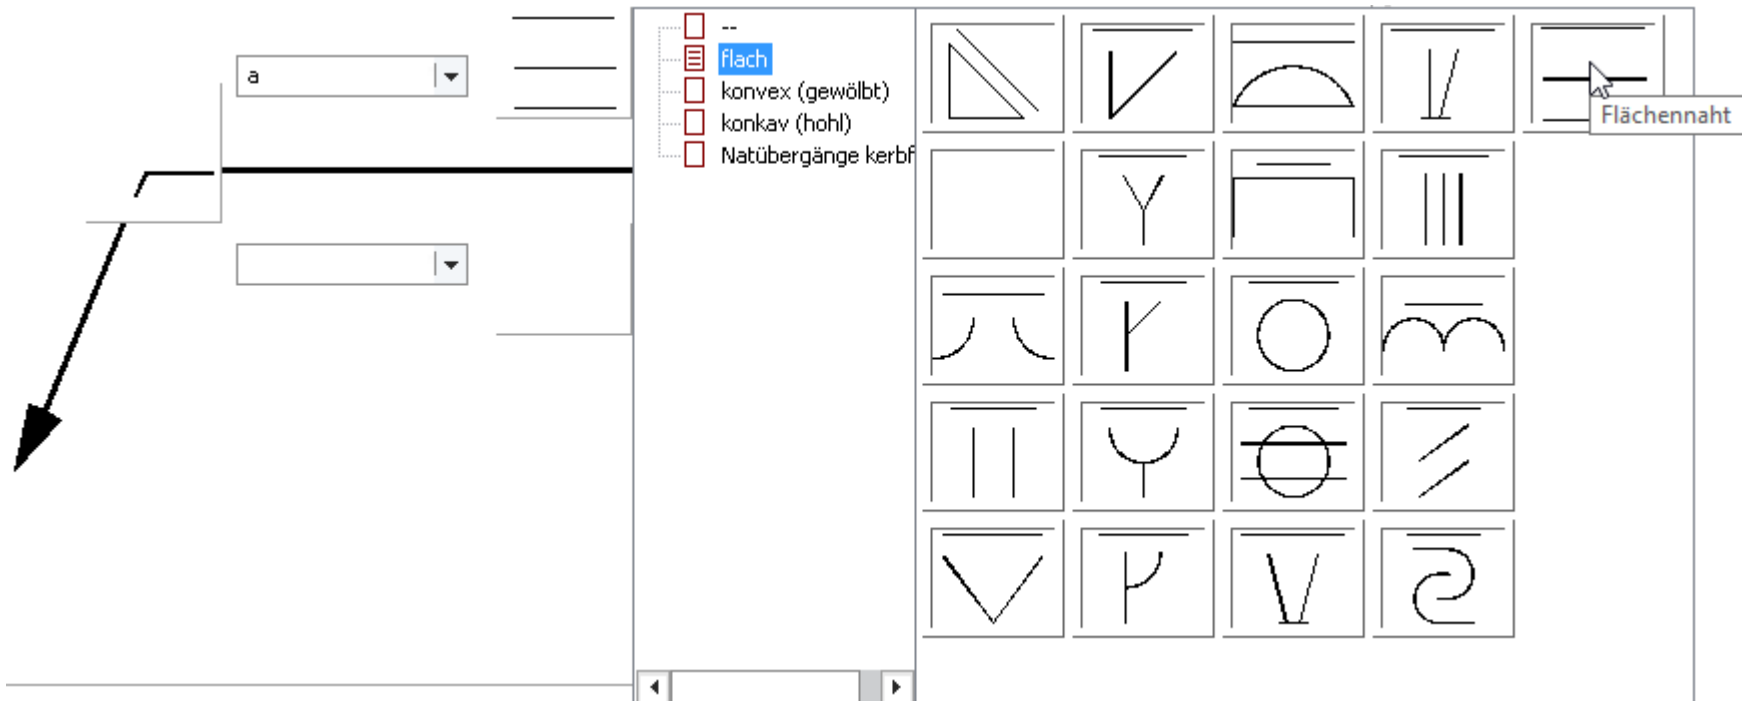 a
--
flach
konvex (gewölbt)
konkav (hohl)
Natübergänge kerbf
Flächennaht